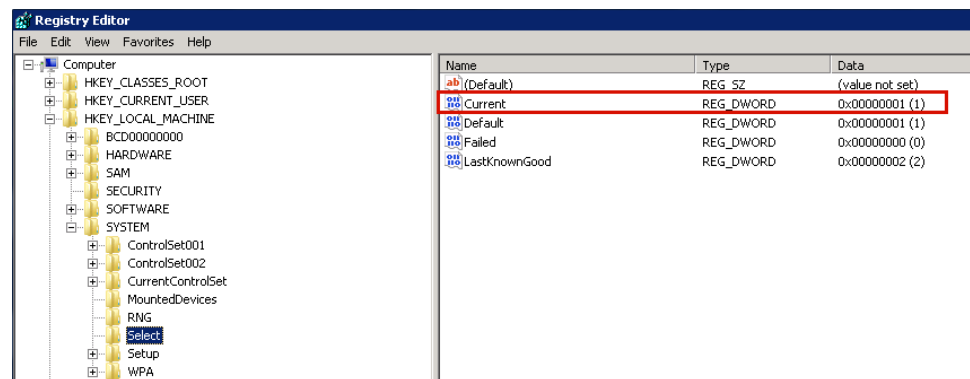 Registry Editor
File Edit View Favorites Help
Computer
HKEY_CLASSES_ROOT
HKEY_CURRENT_USER
HKEY_LOCAL_MACHINE
BCD00000000
HARDWARE
SAM
SECURITY
SOFTWARE
SYSTEM
ControlSet001
ControlSet002
CurrentControlSet
MountedDevices
RNG
Select
Setup
WPA
Name Type Data
(Default) REG_SZ (value not set)
Current REG_DWORD 0x00000001 (1)
Default REG_DWORD 0x00000001 (1)
Failed REG_DWORD 0x00000000 (0)
LastKnownGood REG_DWORD 0x00000002 (2)